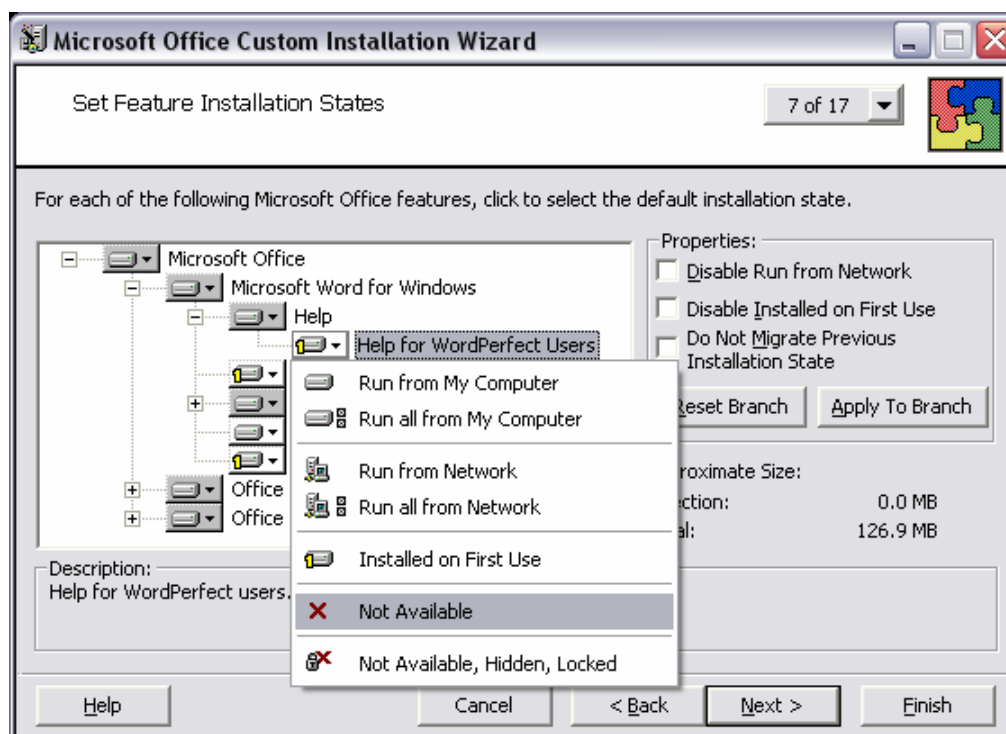 Microsoft Office Custom Installation Wizard
Set Feature Installation States
7 of 17
For each of the following Microsoft Office features, click to select the default installation state.
Microsoft Office
Microsoft Word for Windows
Help
Help for WordPerfect Users
Office
Office
Run from My Computer
Run all from My Computer
Run from Network
Run all from Network
Installed on First Use
Not Available
Not Available, Hidden, Locked
Properties:
Disable Run from Network
Disable Installed on First Use
Do Not Migrate Previous
Installation State
Reset Branch
Apply To Branch
Size:
0.0 MB
126.9 MB
Description:
Help for WordPerfect users.
Help
Cancel
< Back
Next >
Finish